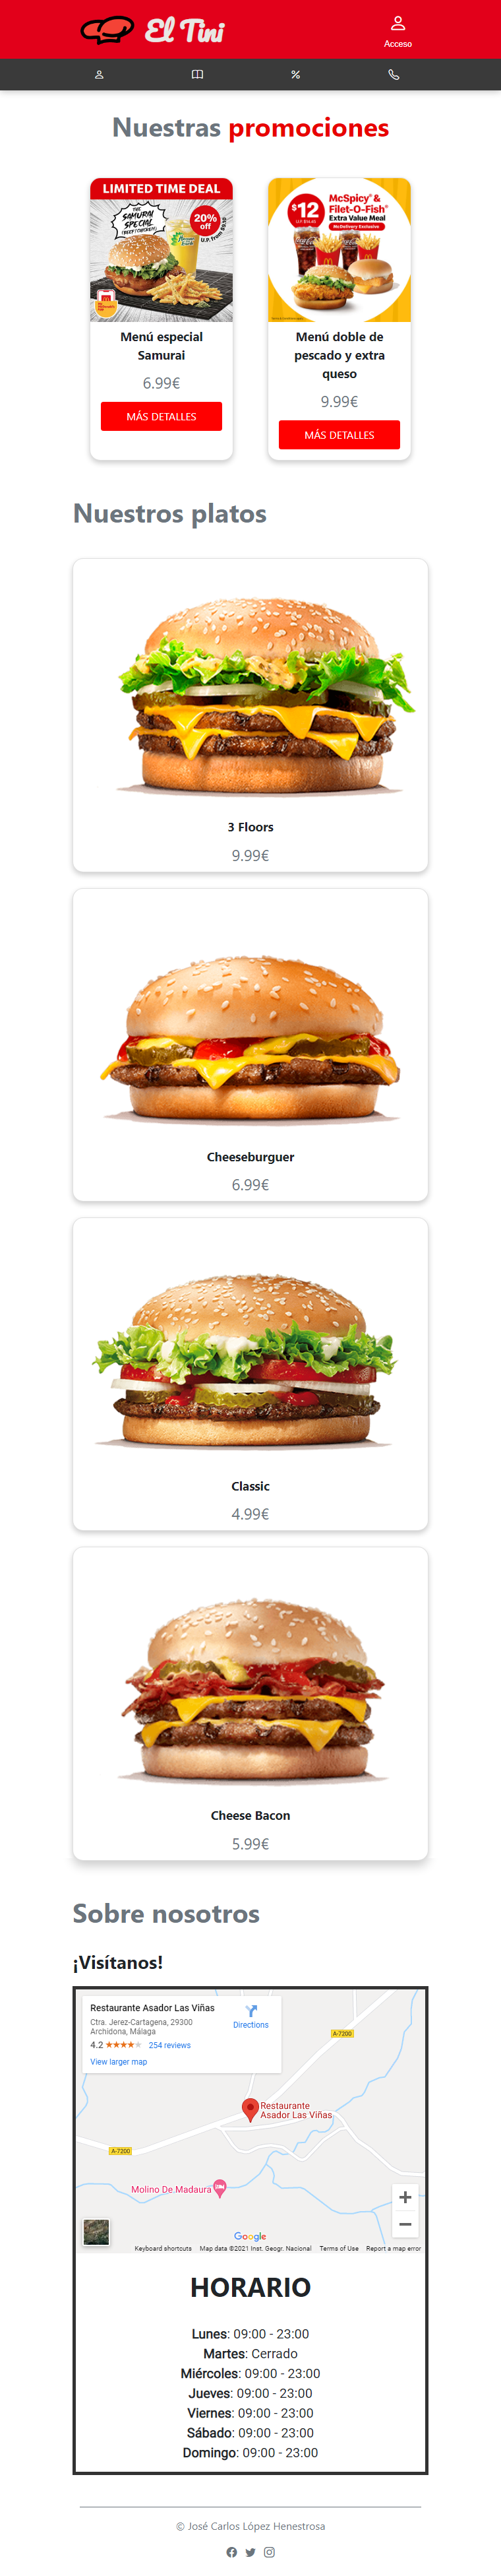 El Tini
Acceso
Nuestras promociones
LIMITED TIME DEAL
THE
SAMURAI
SPECIAL
(BEEF/CHICKEN)
20%
off
Menú especial
Samurai
6.99€
MÁS DETALLES
$12
McSpicy® &
Filet-O-Fish®
Extra Value Meal
McDelivery Exclusive
Menú doble de
pescado y extra
queso
9.99€
MÁS DETALLES
Nuestros platos
3 Floors
9.99€
Cheeseburguer
6.99€
Classic
4.99€
Cheese Bacon
5.99€
Sobre nosotros
¡Visítanos!
Restaurante Asador Las Viñas
Ctra. Jerez-Cartagena, 29300
Archidona, Málaga
4.2 ★★★★★ 254 reviews
View larger map
Directions
A-7200
Restaurante
Asador Las Viñas
A-7200
Molino De Madaura
Google
Keyboard shortcuts Map data ©2021 Inst. Geogr. Nacional Terms of Use Report a map error
HORARIO
Lunes: 09:00 - 23:00
Martes: Cerrado
Miércoles: 09:00 - 23:00
Jueves: 09:00 - 23:00
Viernes: 09:00 - 23:00
Sábado: 09:00 - 23:00
Domingo: 09:00 - 23:00
© José Carlos López Henestrosa